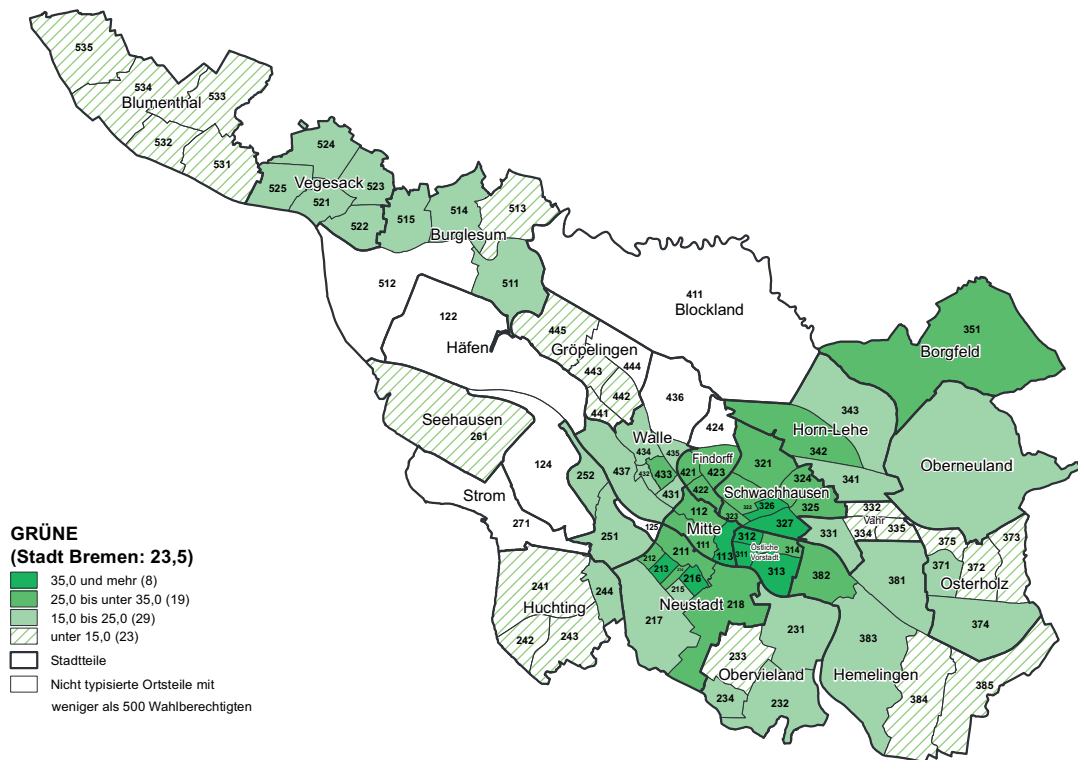 535
534
533
Blumenthal
532
531
524
Vegesack
525
523
521
522
515
514
513
Burglesum
512
511
122
Häfen
411
Blockland
351
Borgfeld
445
Gröpelingen
444
443
442
441
436
424
343
Horn-Lehe
342
341
Seehausen
261
Walle
434
435
432
433
431
437
Findorff
421
423
422
321
324
Schwachhausen
322
326
325
323
327
Oberneuland
124
252
Strom
271
251
125
112
Mitte
111
113
312
311
Östliche
Vorstadt
314
313
331
332
Vahr
334
335
375
373
371
372
Osterholz
374
382
381
211
212
213
216
215
Neustadt
218
217
241
Huchting
244
242
243
231
233
Obervieland
234
232
383
Hemelingen
384
385
GRÜNE
(Stadt Bremen: 23,5)
35,0 und mehr (8)
25,0 bis unter 35,0 (19)
15,0 bis 25,0 (29)
unter 15,0 (23)
Stadtteile
Nicht typisierte Ortsteile mit
weniger als 500 Wahlberechtigten